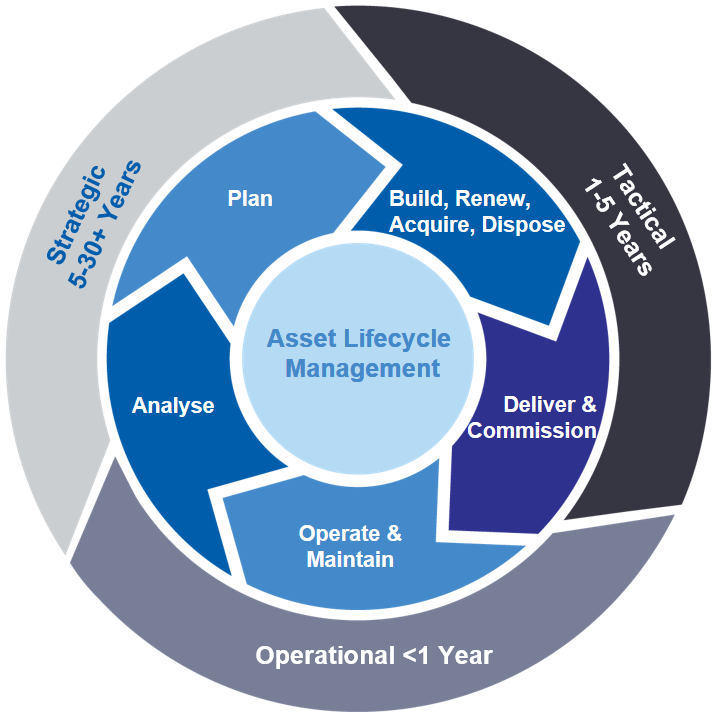 Strategic
5-30+ Years
Tactical
1-5 Years
Plan
Build, Renew,
Acquire, Dispose
Asset Lifecycle
Management
Analyse
Deliver &
Commission
Operate &
Maintain
Operational <1 Year